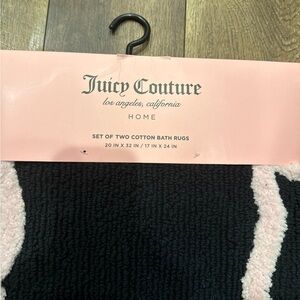 Juicy Couture
los angeles, california
HOME
SET OF TWO COTTON BATH RUGS
20 IN X 32 IN / 17 IN X 24 IN